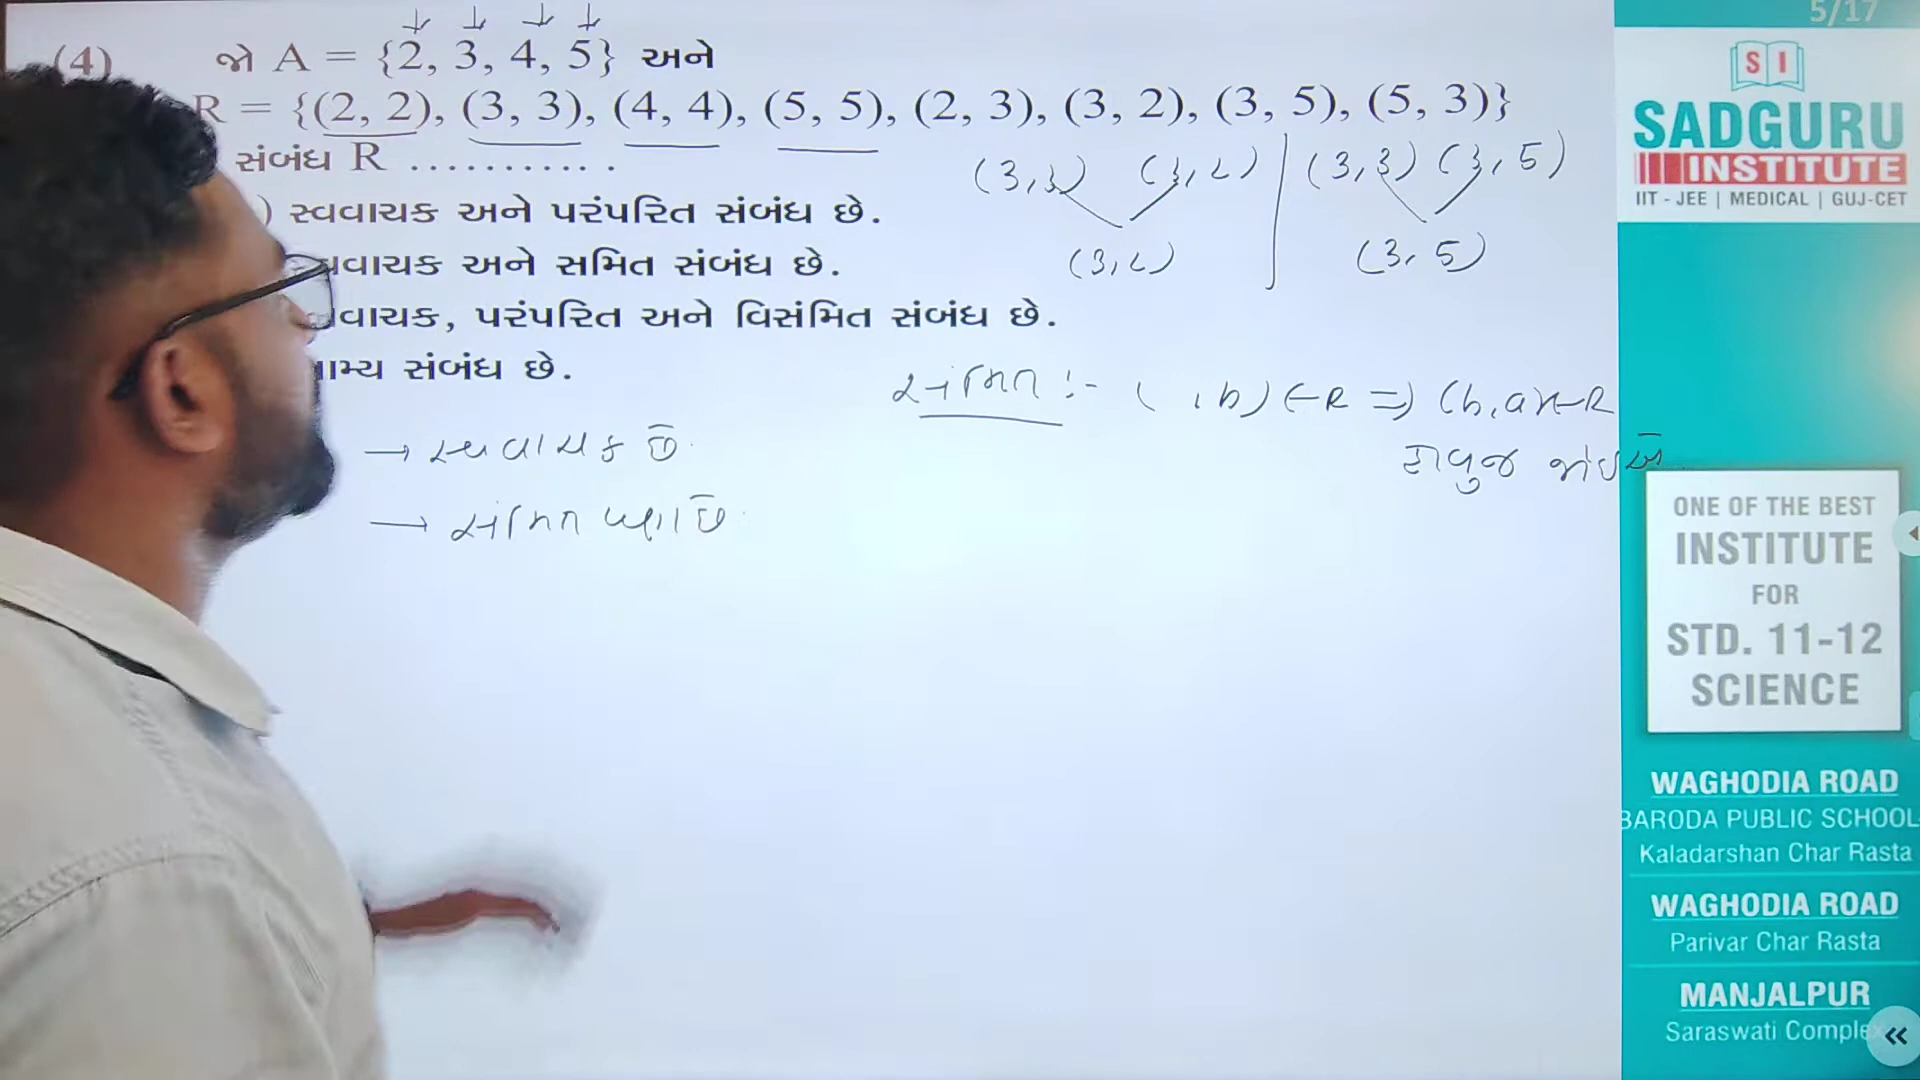 5/17
(4) જો A = {2, 3, 4, 5} અને
R = {(2, 2), (3, 3), (4, 4), (5, 5), (2, 3), (3, 2), (3, 5), (5, 3)}
સંબંધ R ...........
) સ્વવાચક અને પરંપરિત સંબંધ છે.
વવાચક અને સમિત સંબંધ છે.
વાચક, પરંપરિત અને વિસંમિત સંબંધ છે.
ામ્ય સંબંધ છે.
(3, 3) (3, 2) (3, 3) (3, 5)
(3, 2) (3, 5)
સંમિત :- ( , b) ∈ R => (b, a) ∈ R
→ સ્વવાચક છે.
→ સંમિત પણ છે.
SI
SADGURU
INSTITUTE
IIT - JEE | MEDICAL | GUJ-CET
ONE OF THE BEST
INSTITUTE
FOR
STD. 11-12
SCIENCE
WAGHODIA ROAD
BARODA PUBLIC SCHOOL
Kaladarshan Char Rasta
WAGHODIA ROAD
Parivar Char Rasta
MANJALPUR
Saraswati Comple